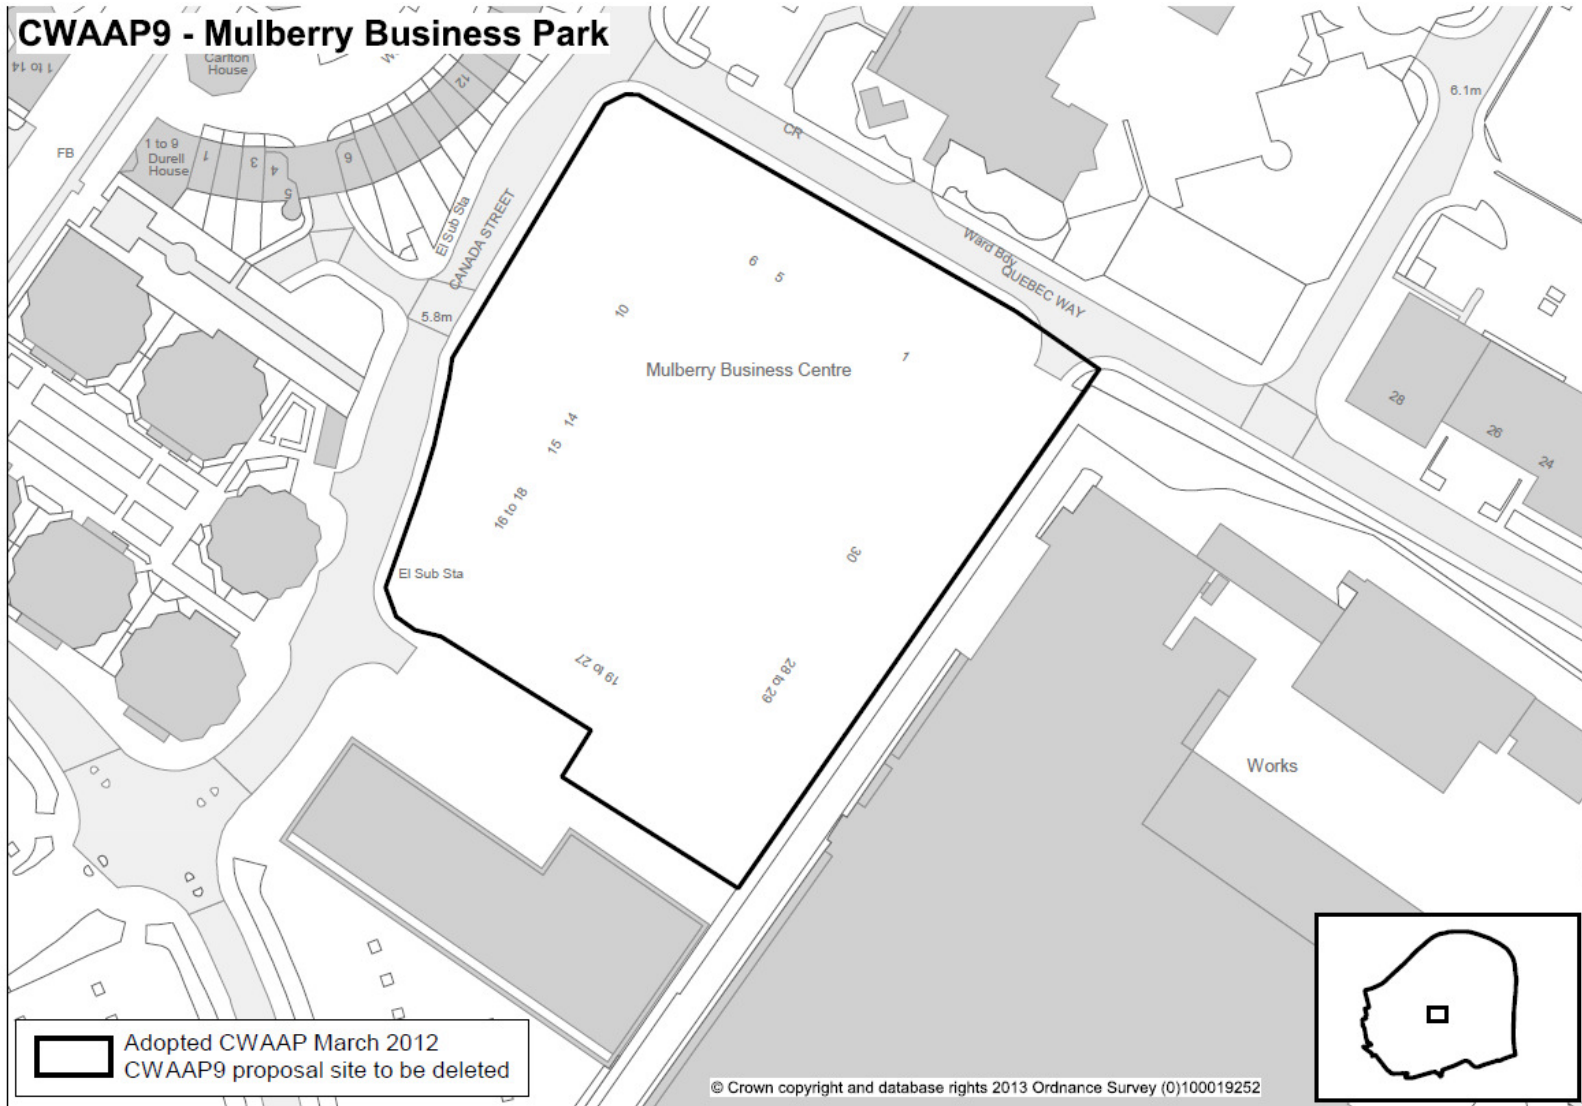 CWAAP9 - Mulberry Business Park
1 to 14
Carlton
House
12
6.1m
CR
FB
1 to 9
Durell
House
1
3
4
5
6
El Sub Sta
CANADA STREET
5.8m
Ward Bdy
QUEBEC WAY
6
5
10
1
Mulberry Business Centre
28
26
24
14
15
16 to 18
30
El Sub Sta
19 to 27
28 to 29
Works
Adopted CWAAP March 2012
CWAAP9 proposal site to be deleted
© Crown copyright and database rights 2013 Ordnance Survey (0)100019252